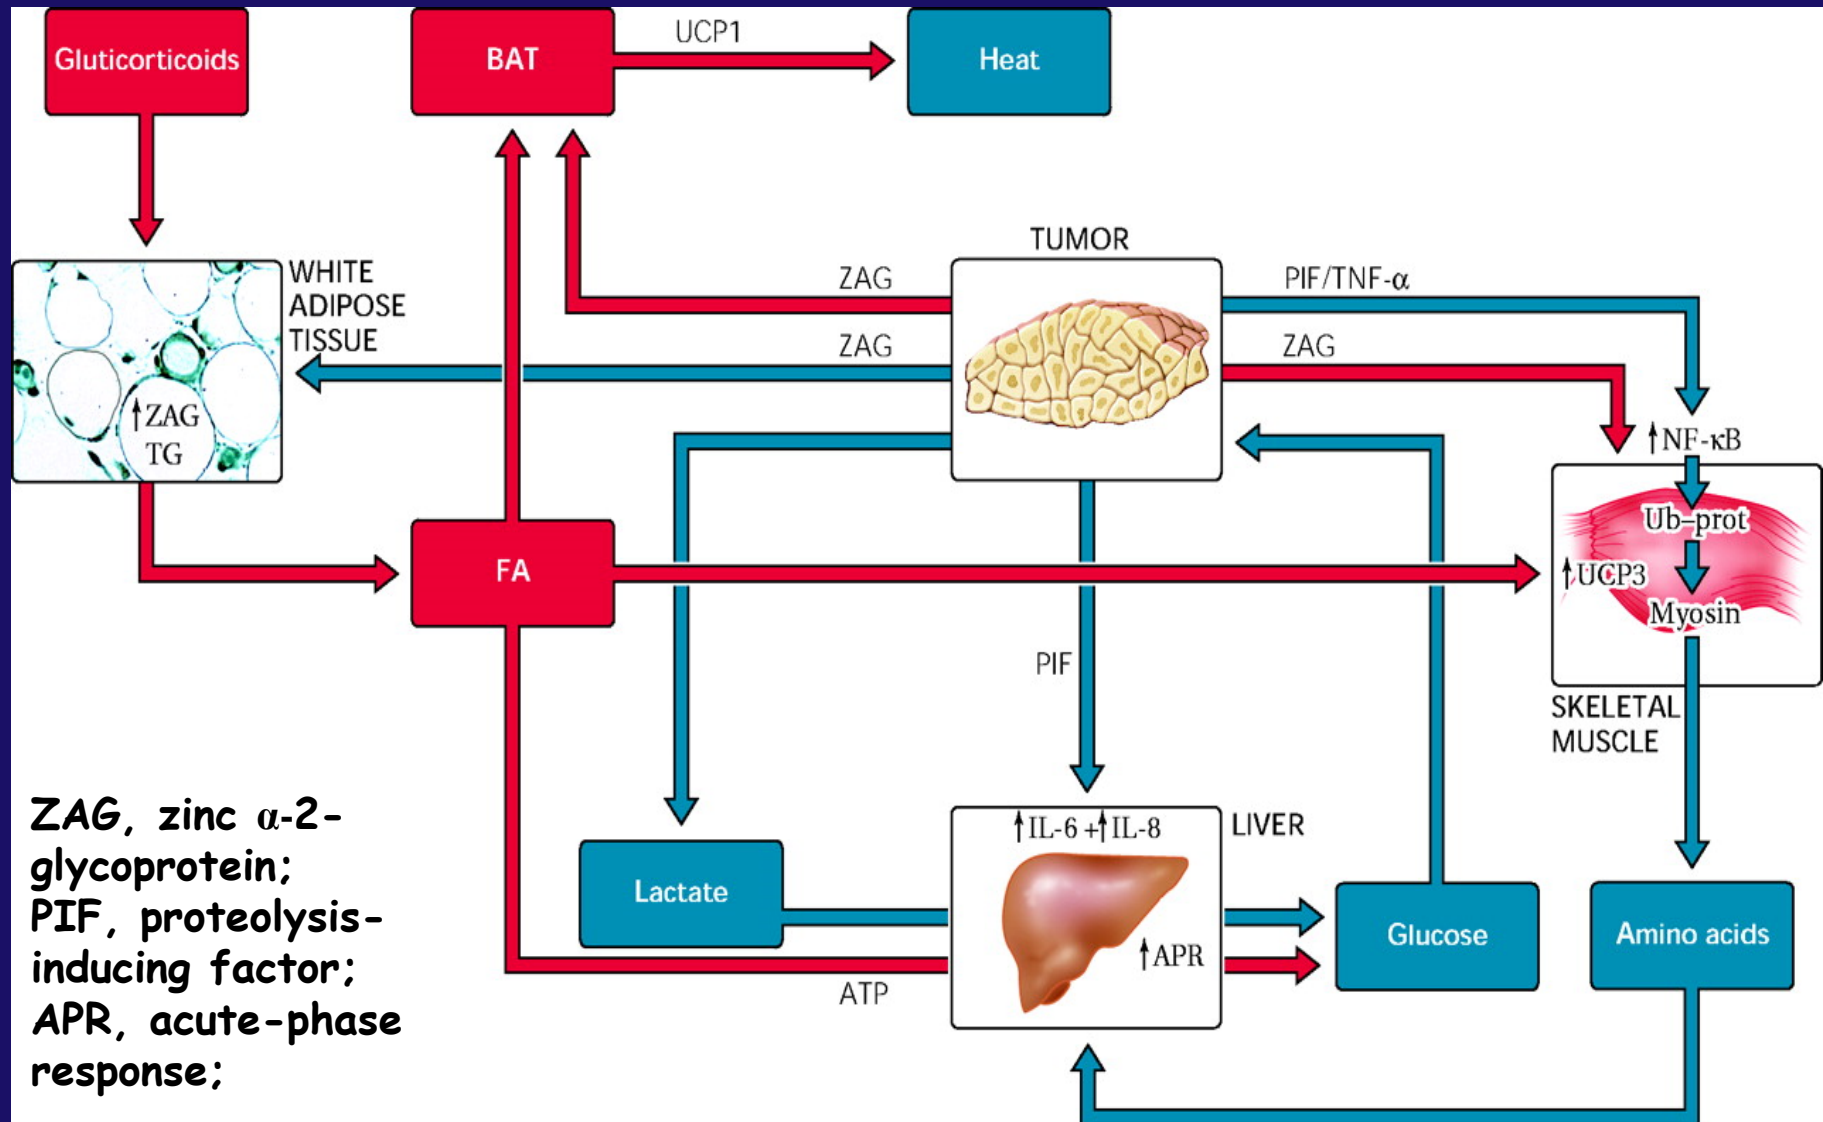 Gluticorticoids
BAT
UCP1
Heat
TUMOR
WHITE
ADIPOSE
TISSUE
ZAG
PIF/TNF-α
ZAG
ZAG
↑ZAG
TG
↑NF-κB
Ub–prot
↑UCP3
Myosin
FA
PIF
SKELETAL
MUSCLE
ZAG, zinc α-2-
glycoprotein;
PIF, proteolysis-
inducing factor;
APR, acute-phase
response;
↑IL-6 +↑IL-8
LIVER
Lactate
↑APR
Glucose
Amino acids
ATP